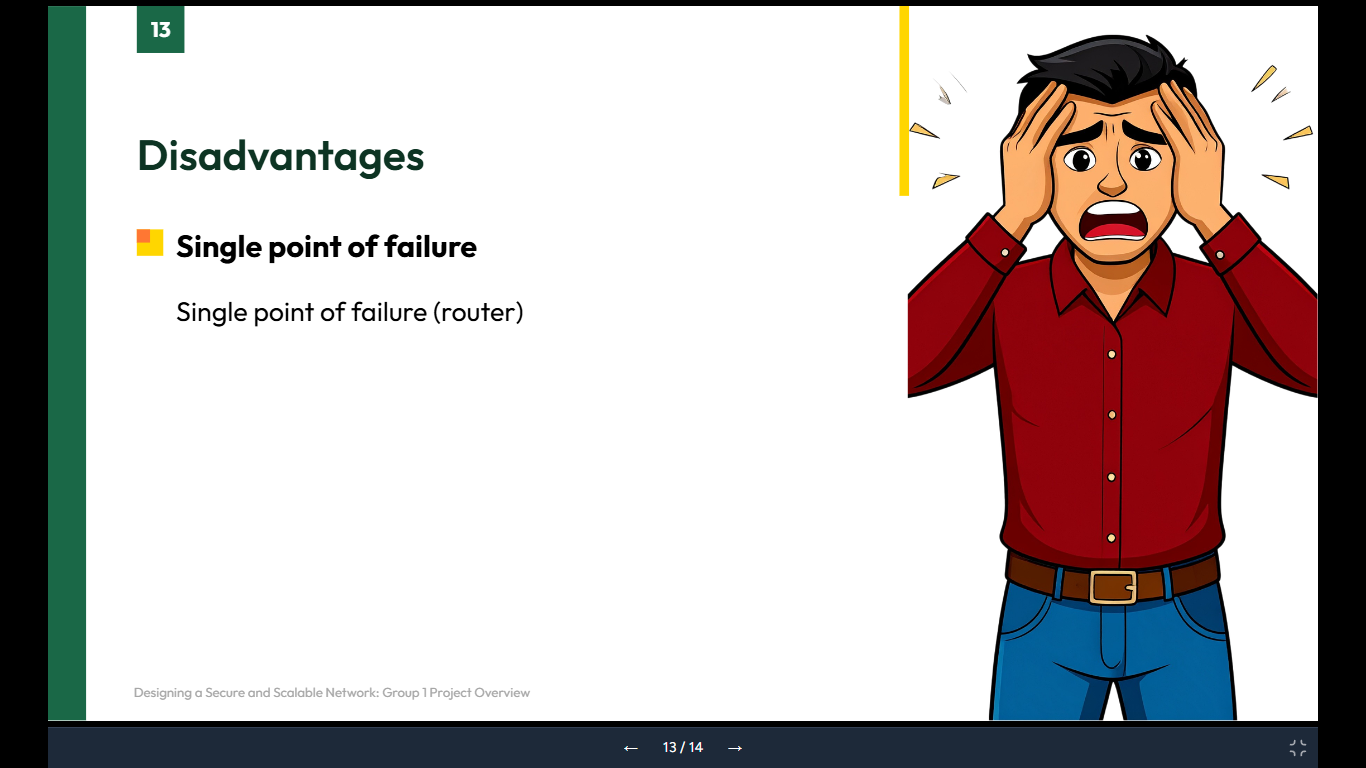 13
Disadvantages
Single point of failure
Single point of failure (router)
Designing a Secure and Scalable Network: Group 1 Project Overview
← 13 / 14 →